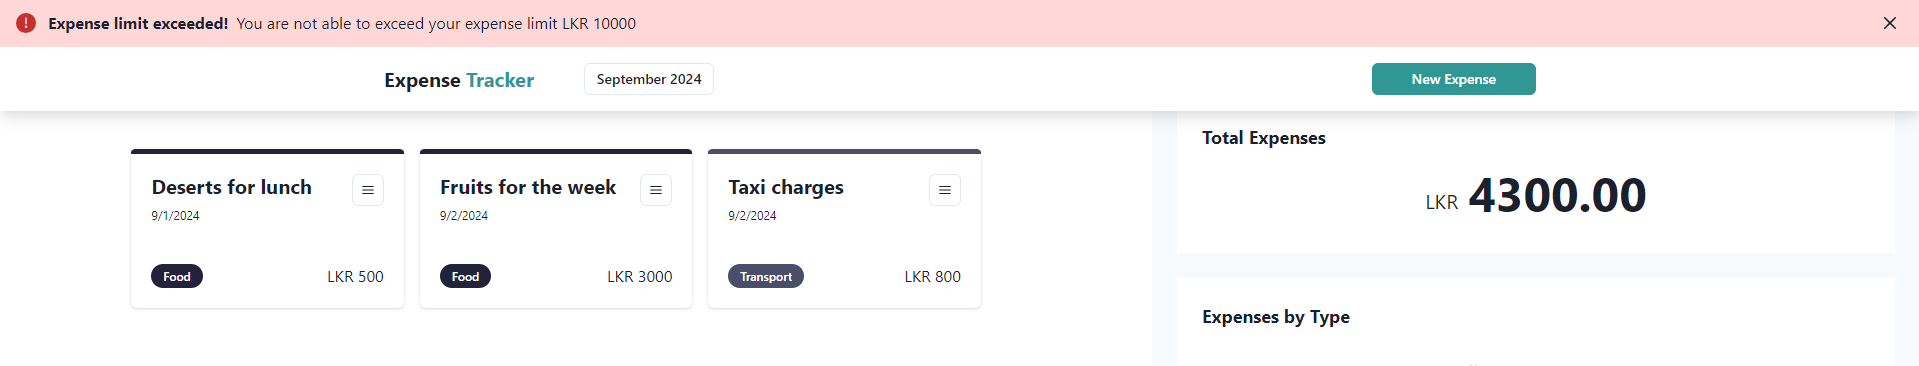 Expense limit exceeded! You are not able to exceed your expense limit LKR 10000
Expense Tracker
September 2024
New Expense
Deserts for lunch
9/1/2024
Food
LKR 500
Fruits for the week
9/2/2024
Food
LKR 3000
Taxi charges
9/2/2024
Transport
LKR 800
Total Expenses
LKR 4300.00
Expenses by Type